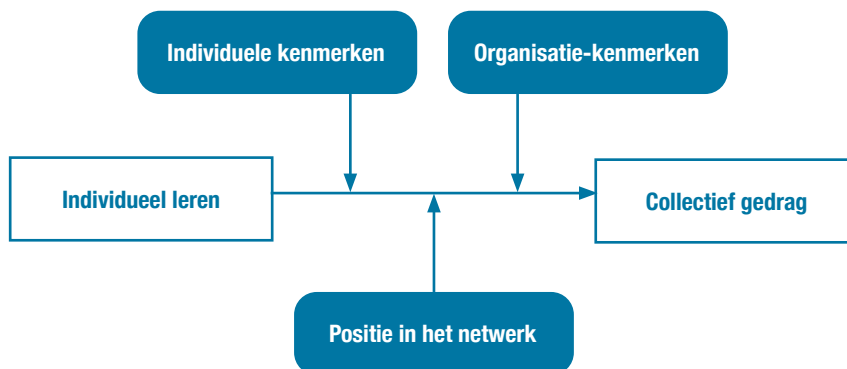 Individuele kenmerken
Organisatie-kenmerken
Individueel leren
Collectief gedrag
Positie in het netwerk